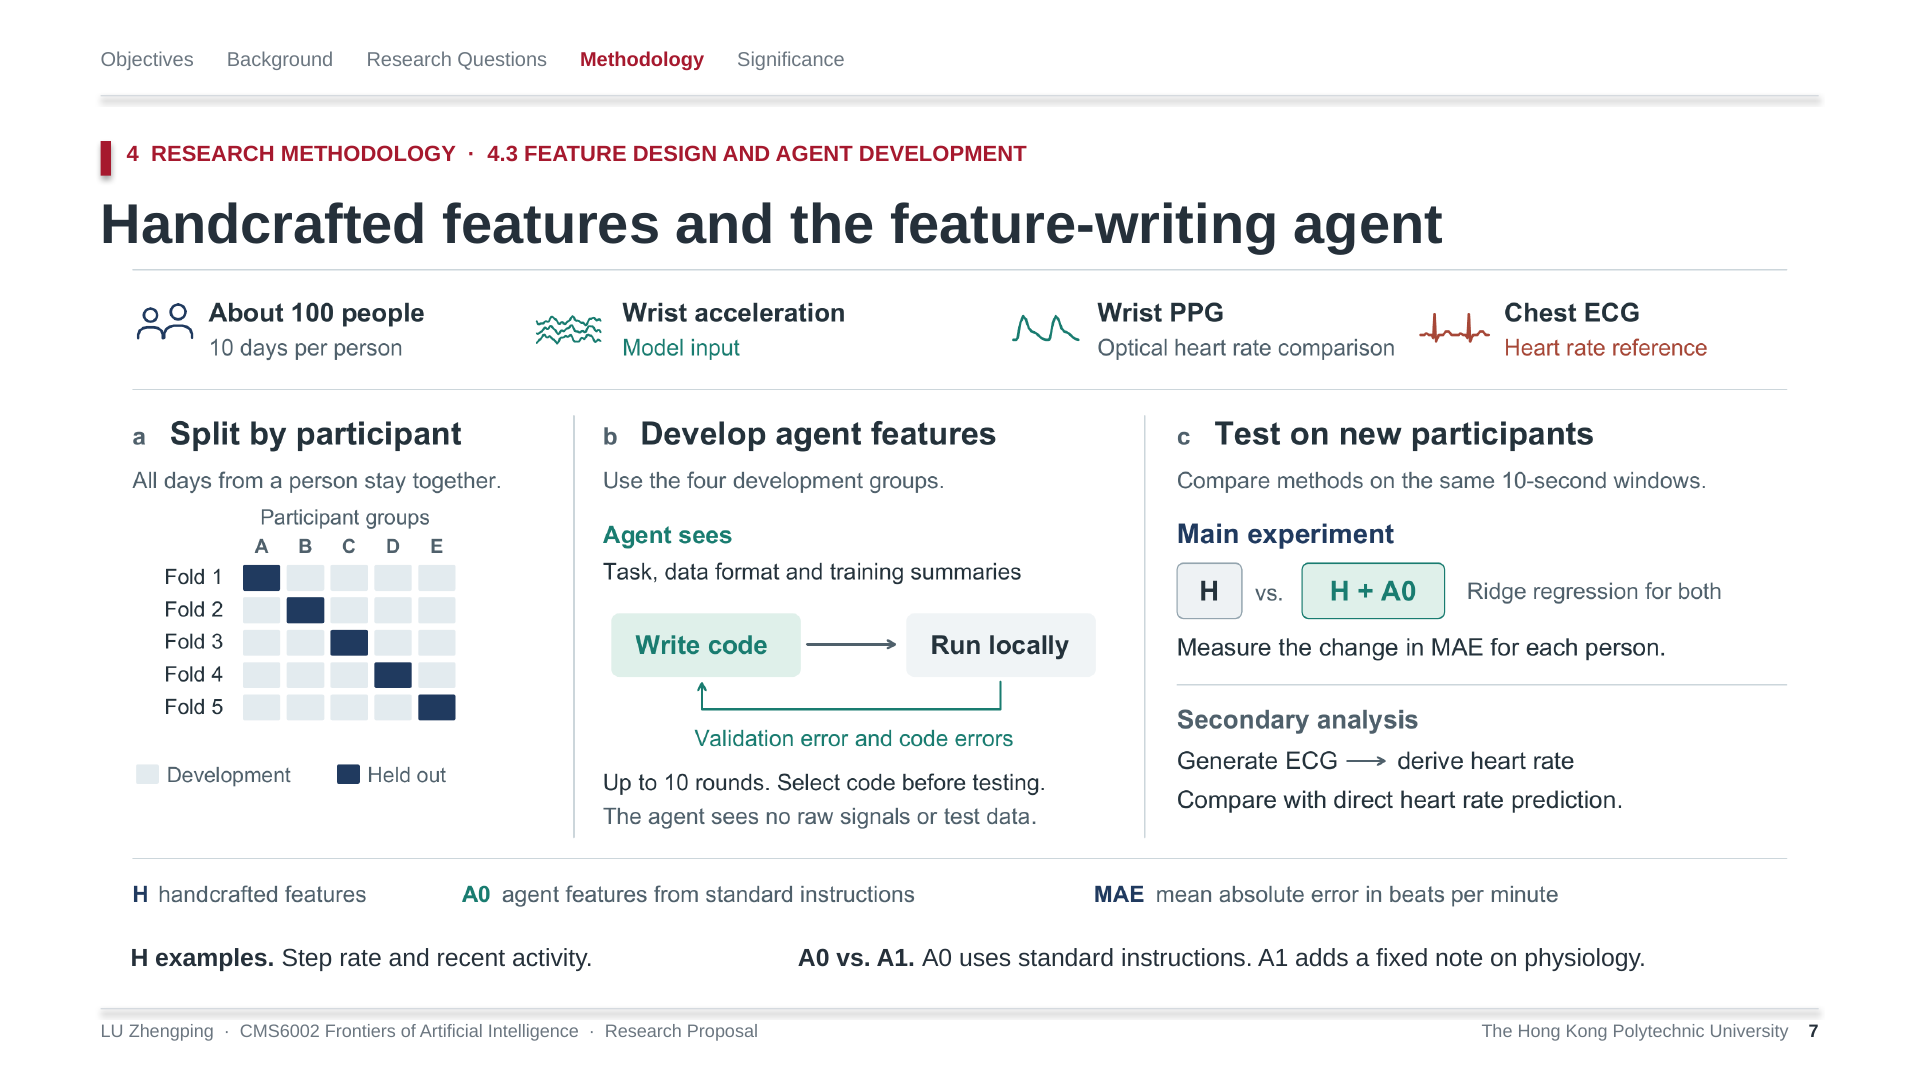 Objectives Background Research Questions Methodology Significance
4 RESEARCH METHODOLOGY · 4.3 FEATURE DESIGN AND AGENT DEVELOPMENT
Handcrafted features and the feature-writing agent
About 100 people
10 days per person
Wrist acceleration
Model input
Wrist PPG
Optical heart rate comparison
Chest ECG
Heart rate reference
a Split by participant
All days from a person stay together.
Participant groups
A B C D E
Fold 1
Fold 2
Fold 3
Fold 4
Fold 5
Development Held out
b Develop agent features
Use the four development groups.
Agent sees
Task, data format and training summaries
Write code Run locally
Validation error and code errors
Up to 10 rounds. Select code before testing.
The agent sees no raw signals or test data.
c Test on new participants
Compare methods on the same 10-second windows.
Main experiment
H vs. H + A0 Ridge regression for both
Measure the change in MAE for each person.
Secondary analysis
Generate ECG → derive heart rate
Compare with direct heart rate prediction.
H handcrafted features A0 agent features from standard instructions MAE mean absolute error in beats per minute
H examples. Step rate and recent activity. A0 vs. A1. A0 uses standard instructions. A1 adds a fixed note on physiology.
LU Zhengping · CMS6002 Frontiers of Artificial Intelligence · Research Proposal The Hong Kong Polytechnic University 7